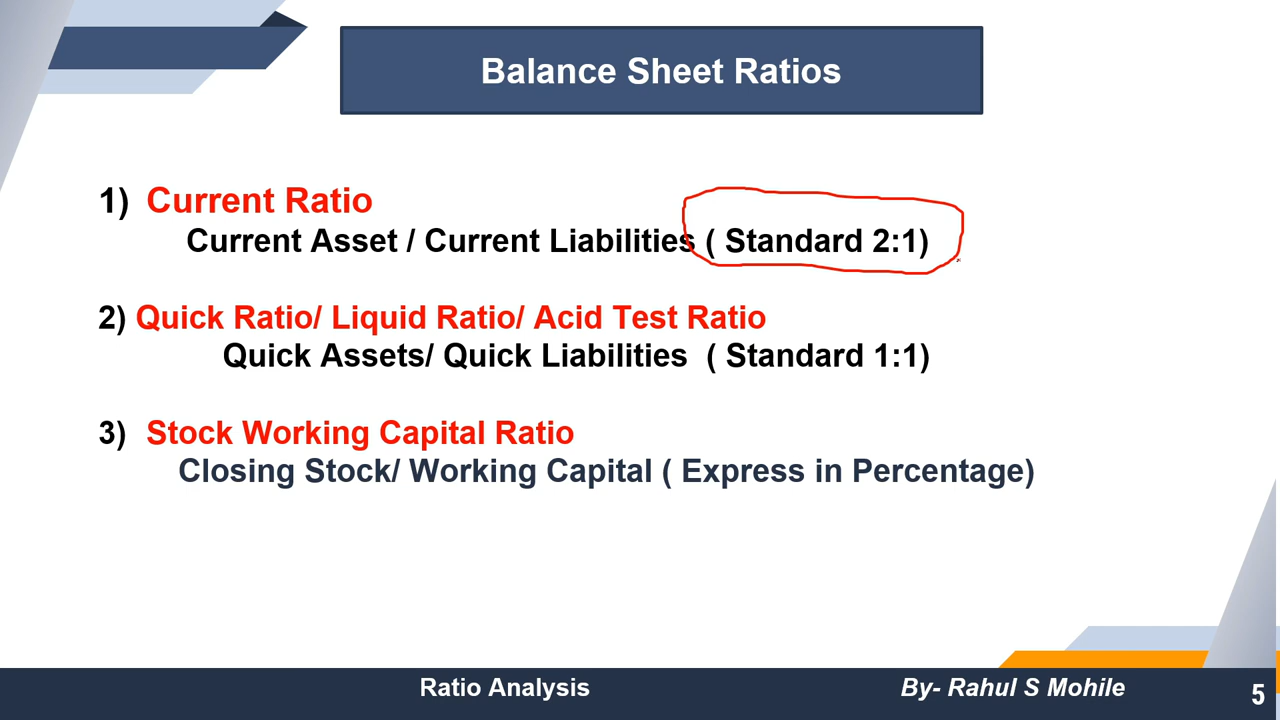 Balance Sheet Ratios
1) Current Ratio
Current Asset / Current Liabilities ( Standard 2:1)
2) Quick Ratio/ Liquid Ratio/ Acid Test Ratio
Quick Assets/ Quick Liabilities ( Standard 1:1)
3) Stock Working Capital Ratio
Closing Stock/ Working Capital ( Express in Percentage)
Ratio Analysis
By- Rahul S Mohile
5